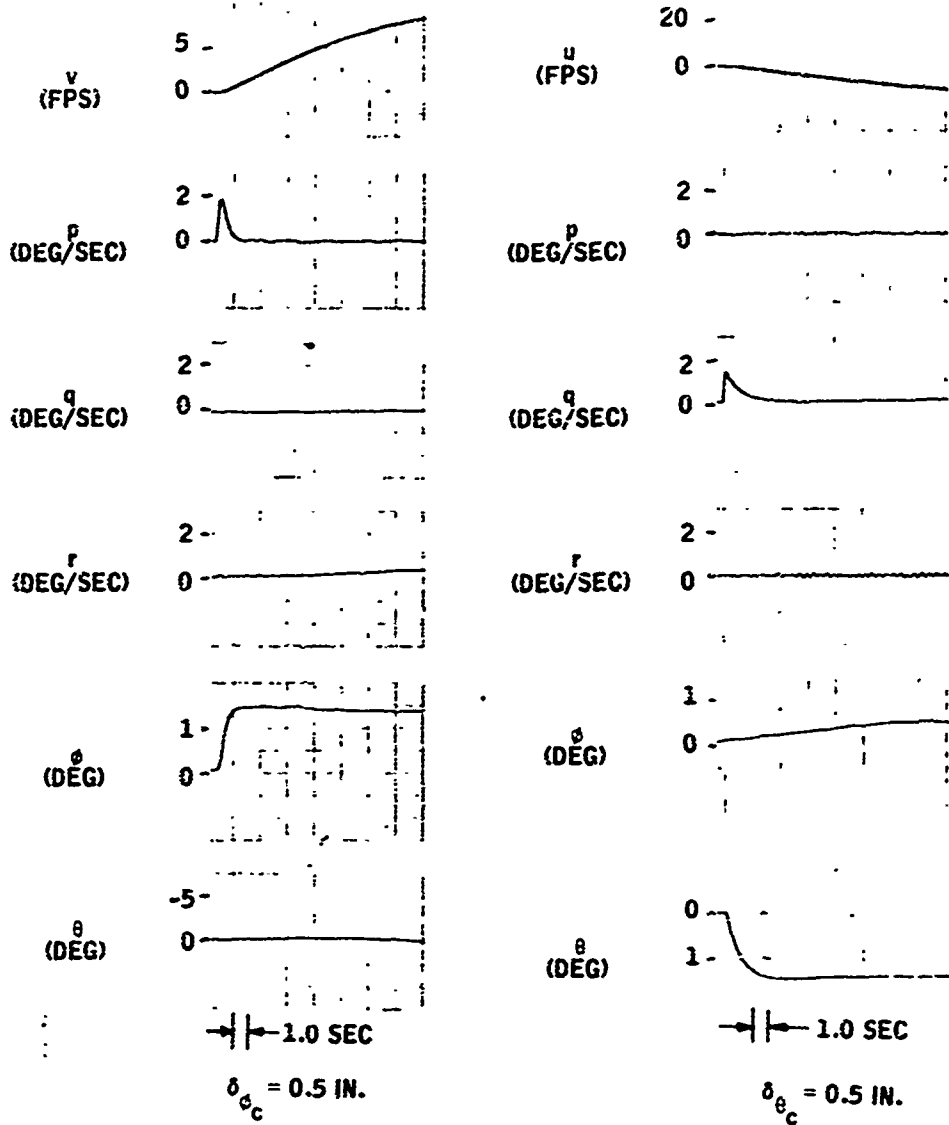 v
(FPS)
5
0
p
(DEG/SEC)
2
0
q
(DEG/SEC)
2
0
r
(DEG/SEC)
2
0
ø
(DEG)
1
0
θ
(DEG)
-5
0
1.0 SEC
δøc = 0.5 IN.
u
(FPS)
20
0
p
(DEG/SEC)
2
0
q
(DEG/SEC)
2
0
r
(DEG/SEC)
2
0
ø
(DEG)
1
0
θ
(DEG)
0
1
1.0 SEC
δθc = 0.5 IN.